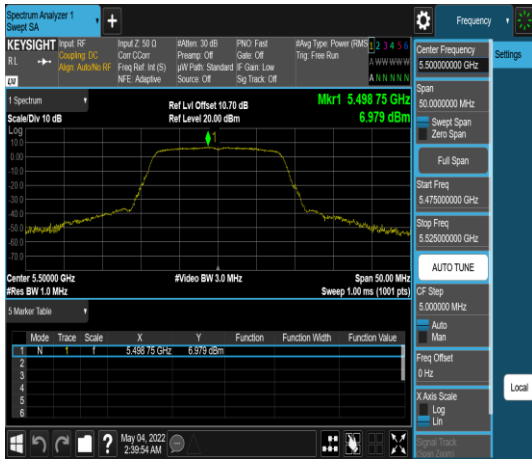 Spectrum Analyzer 1
Swept SA
Frequency
KEYSIGHT
Input: RF
Coupling: DC
Align: Auto/No RF
Input Z: 50 Ω
Corr CCorr
Freq Ref: Int (S)
NFE: Adaptive
#Atten: 30 dB
Preamp: Off
µW Path: Standard
Source: Off
PNO: Fast
Gate: Off
IF Gain: Low
Sig Track: Off
#Avg Type: Power (RMS
Trig: Free Run
1 2 3 4 5 6
A WW W W W
A N N N N N
R L
LXI
1 Spectrum
Scale/Div 10 dB
Ref Lvl Offset 10.70 dB
Ref Level 20.00 dBm
Mkr1 5.498 75 GHz
6.979 dBm
Log
1
10.0
0.00
-10.0
-20.0
-30.0
-40.0
-50.0
-60.0
-70.0
Center 5.50000 GHz
#Res BW 1.0 MHz
#Video BW 3.0 MHz
Span 50.00 MHz
Sweep 1.00 ms (1001 pts)
5 Marker Table
Mode Trace Scale X Y Function Function Width Function Value
1 N 1 f 5.498 75 GHz 6.979 dBm
2
3
4
5
6
May 04, 2022
2:39:54 AM
Center Frequency
5.500000000 GHz
Settings
Span
50.0000000 MHz
Swept Span
Zero Span
Full Span
Start Freq
5.475000000 GHz
Stop Freq
5.525000000 GHz
AUTO TUNE
CF Step
5.000000 MHz
Auto
Man
Freq Offset
0 Hz
X Axis Scale
Log
Lin
Local
Signal Track
(Span Zoom)